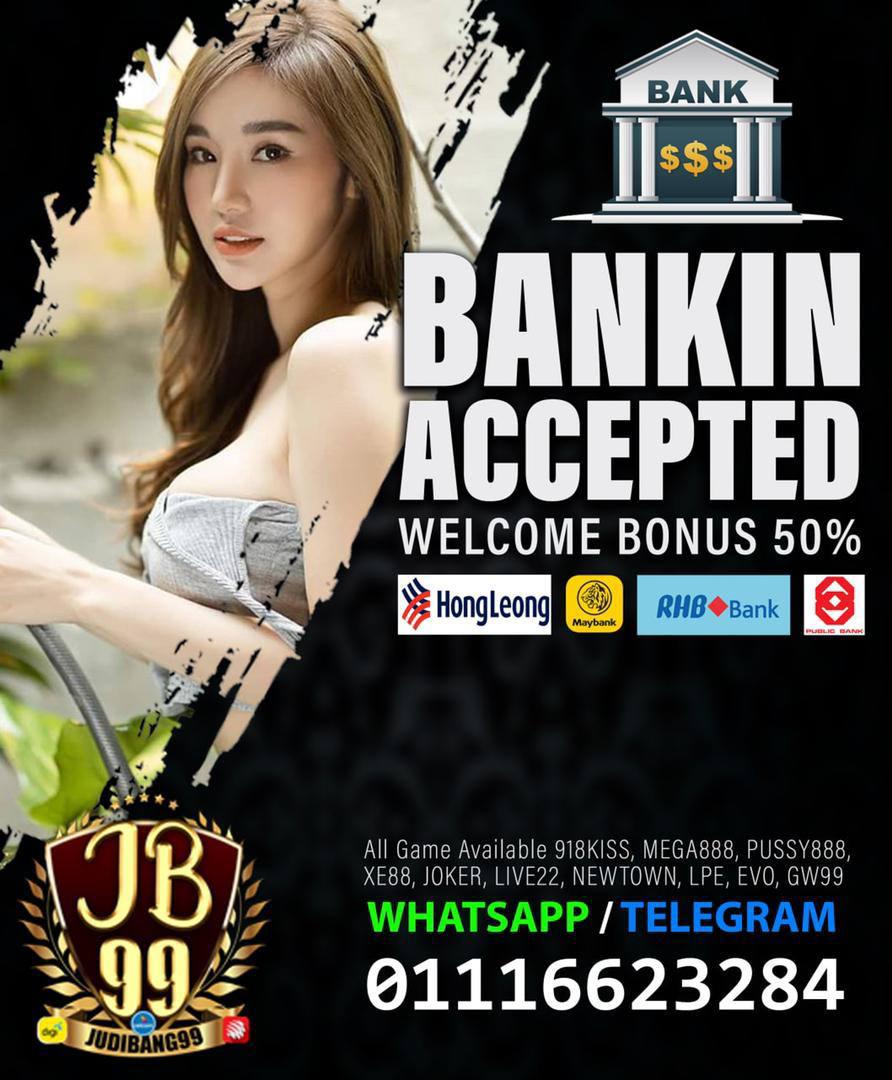 BANK
$$$
BANKIN
ACCEPTED
WELCOME BONUS 50%
HongLeong
Maybank
RHB Bank
PUBLIC BANK
All Game Available 918KISS, MEGA888, PUSSY888,
XE88, JOKER, LIVE22, NEWTOWN, LPE, EVO, GW99
WHATSAPP / TELEGRAM
01116623284
JB
99
digi
JUDIBANG99